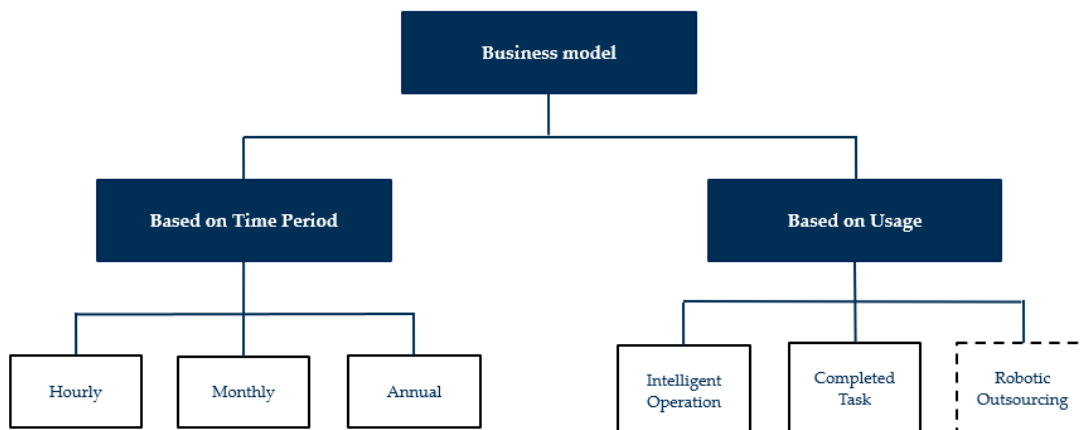 Business model
Based on Time Period
Based on Usage
Hourly
Monthly
Annual
Intelligent
Operation
Completed
Task
Robotic
Outsourcing